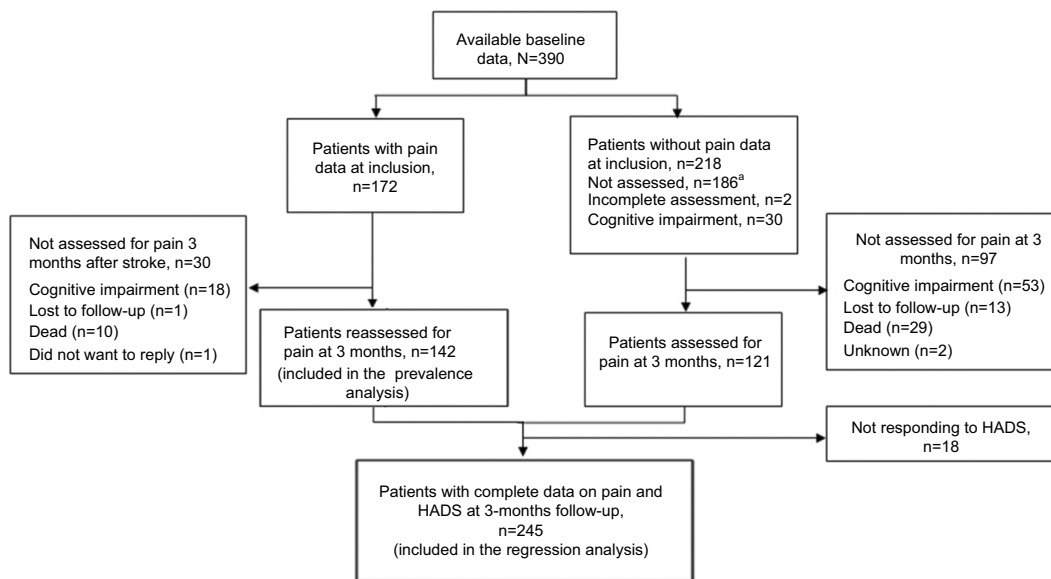 Available baseline
data, N=390
Patients with pain
data at inclusion,
n=172
Patients without pain data
at inclusion, n=218
Not assessed, n=186ᵃ
Incomplete assessment, n=2
Cognitive impairment, n=30
Not assessed for pain 3
months after stroke, n=30
Cognitive impairment (n=18)
Lost to follow-up (n=1)
Dead (n=10)
Did not want to reply (n=1)
Not assessed for pain at 3
months, n=97
Cognitive impairment (n=53)
Lost to follow-up (n=13)
Dead (n=29)
Unknown (n=2)
Patients reassessed for
pain at 3 months, n=142
(included in the prevalence
analysis)
Patients assessed for
pain at 3 months, n=121
Not responding to HADS,
n=18
Patients with complete data on pain and
HADS at 3-months follow-up,
n=245
(included in the regression analysis)